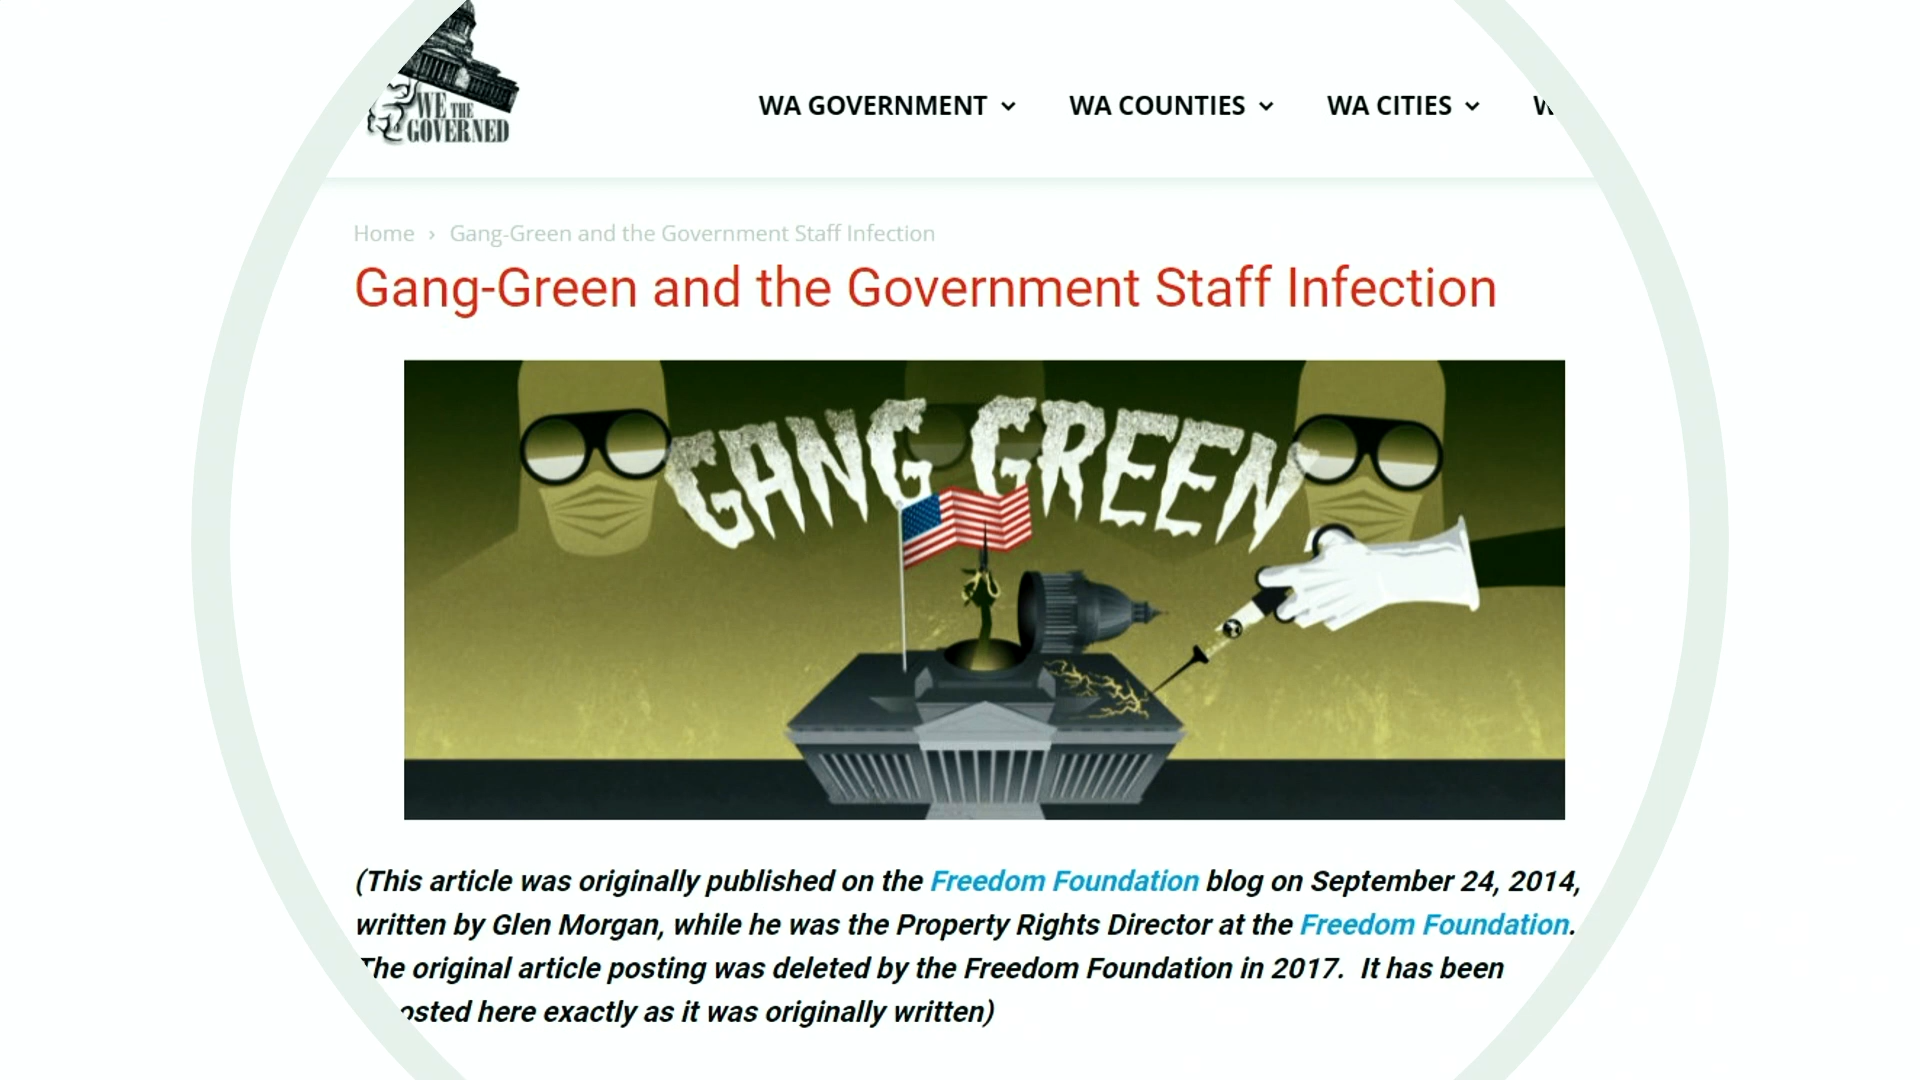 WE THE
GOVERNED
WA GOVERNMENT
WA COUNTIES
WA CITIES
Home › Gang-Green and the Government Staff Infection
Gang-Green and the Government Staff Infection
GANG GREEN
(This article was originally published on the Freedom Foundation blog on September 24, 2014,
written by Glen Morgan, while he was the Property Rights Director at the Freedom Foundation.
The original article posting was deleted by the Freedom Foundation in 2017. It has been
osted here exactly as it was originally written)